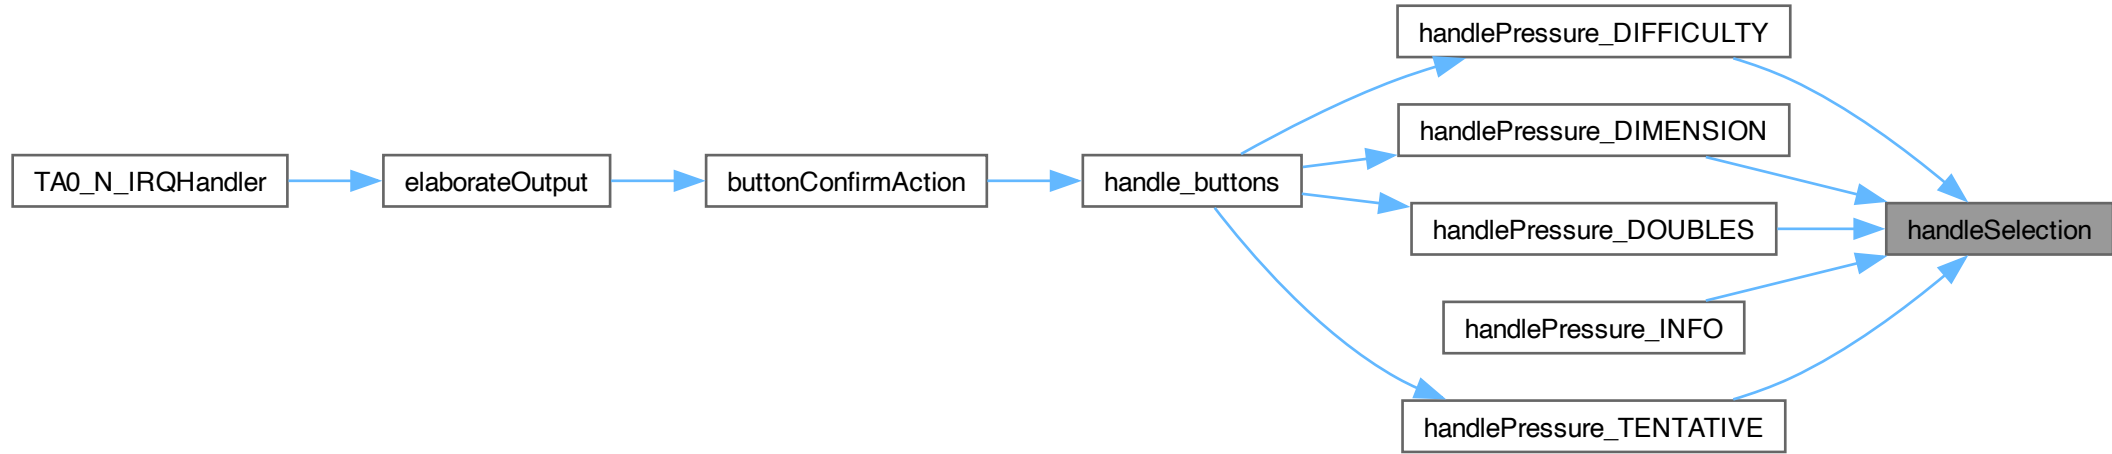 handlePressure_DIFFICULTY
handlePressure_DIMENSION
TA0_N_IRQHandler
elaborateOutput
buttonConfirmAction
handle_buttons
handlePressure_DOUBLES
handleSelection
handlePressure_INFO
handlePressure_TENTATIVE